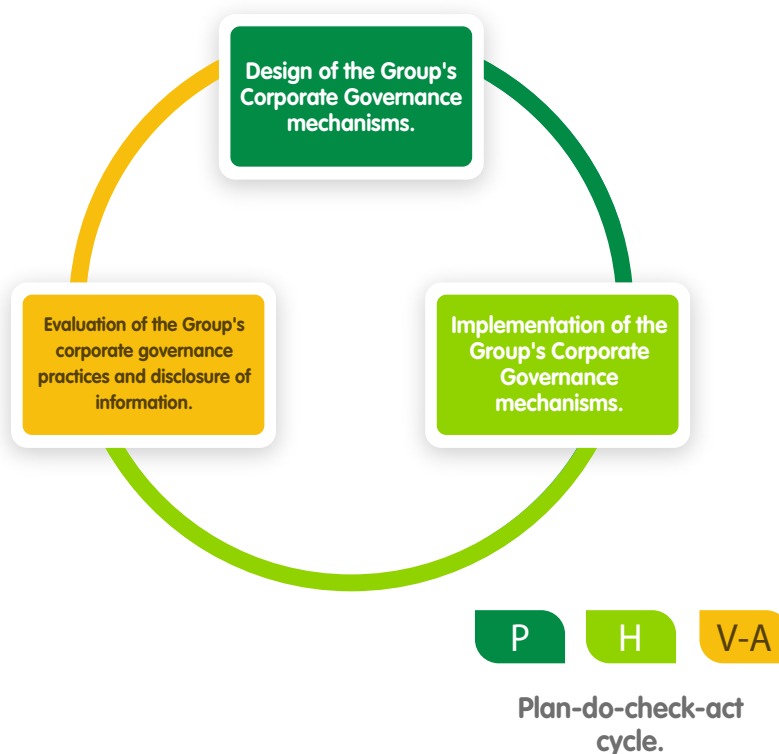 Design of the Group's
Corporate Governance
mechanisms.
Evaluation of the Group's
corporate governance
practices and disclosure of
information.
Implementation of the
Group's Corporate
Governance
mechanisms.
P
H
V-A
Plan-do-check-act
cycle.